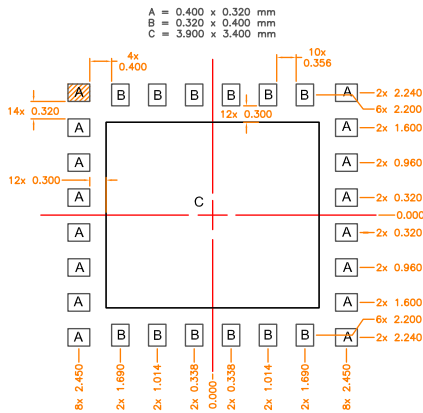 A = 0.400 x 0.320 mm
B = 0.320 x 0.400 mm
C = 3.900 x 3.400 mm
4x
0.400
10x
0.356
A B B B B B B A
2x 2.240
6x 2.200
14x 0.320
12x 0.300
A A
2x 1.600
A A
2x 0.960
12x 0.300
A A
2x 0.320
C
0.000
A A
2x 0.320
A A
2x 0.960
A A
2x 1.600
6x 2.200
A B B B B B B A
2x 2.240
8x 2.450
2x 1.690
2x 1.014
2x 0.338
0.000
2x 0.338
2x 1.014
2x 1.690
8x 2.450